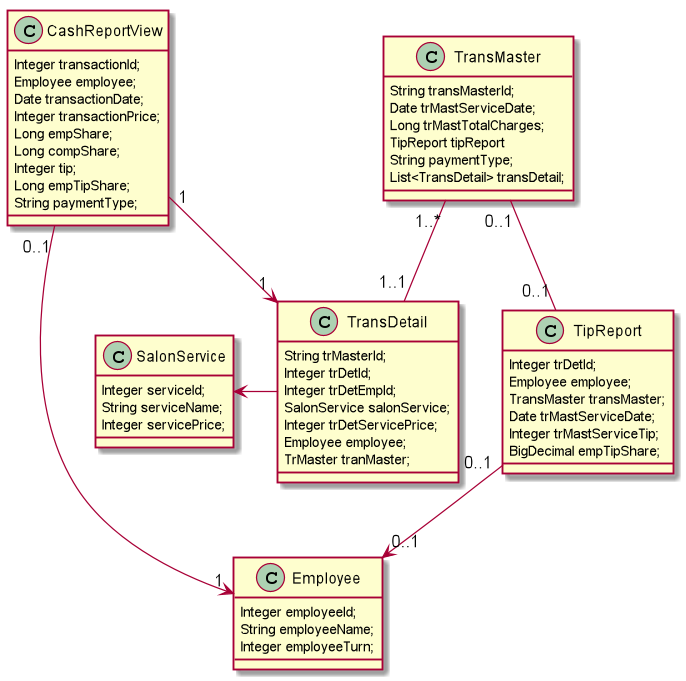 C CashReportView
Integer transactionId;
Employee employee;
Date transactionDate;
Integer transactionPrice;
Long empShare;
Long compShare;
Integer tip;
Long empTipShare;
String paymentType;
C TransMaster
String transMasterId;
Date trMastServiceDate;
Long trMastTotalCharges;
TipReport tipReport
String paymentType;
List<TransDetail> transDetail;
1
0..1
1..*
0..1
1
1..1
0..1
C TransDetail
String trMasterId;
Integer trDetId;
Integer trDetEmpId;
SalonService salonService;
Integer trDetServicePrice;
Employee employee;
TrMaster tranMaster;
C SalonService
Integer serviceId;
String serviceName;
Integer servicePrice;
C TipReport
Integer trDetId;
Employee employee;
TransMaster transMaster;
Date trMastServiceDate;
Integer trMastServiceTip;
BigDecimal empTipShare;
0..1
0..1
1
C Employee
Integer employeeId;
String employeeName;
Integer employeeTurn;